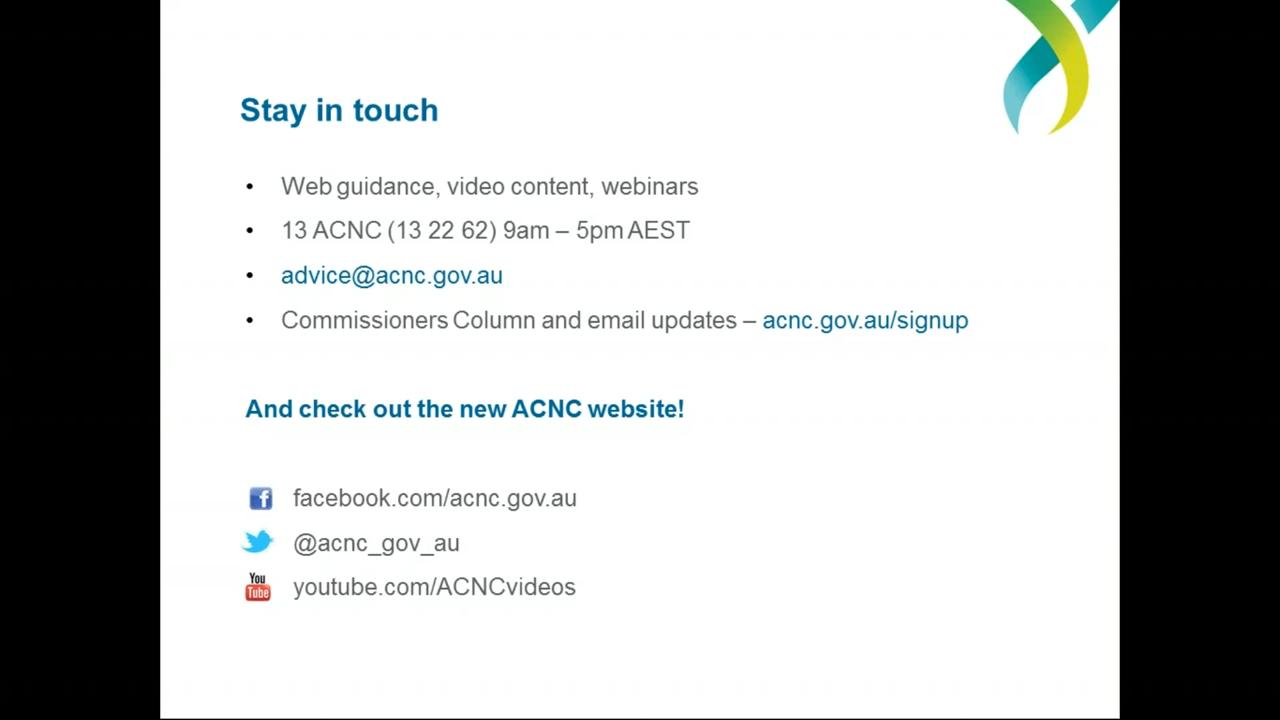 Stay in touch
• Web guidance, video content, webinars
• 13 ACNC (13 22 62) 9am – 5pm AEST
• advice@acnc.gov.au
• Commissioners Column and email updates – acnc.gov.au/signup
And check out the new ACNC website!
f facebook.com/acnc.gov.au
@acnc_gov_au
You Tube youtube.com/ACNCvideos